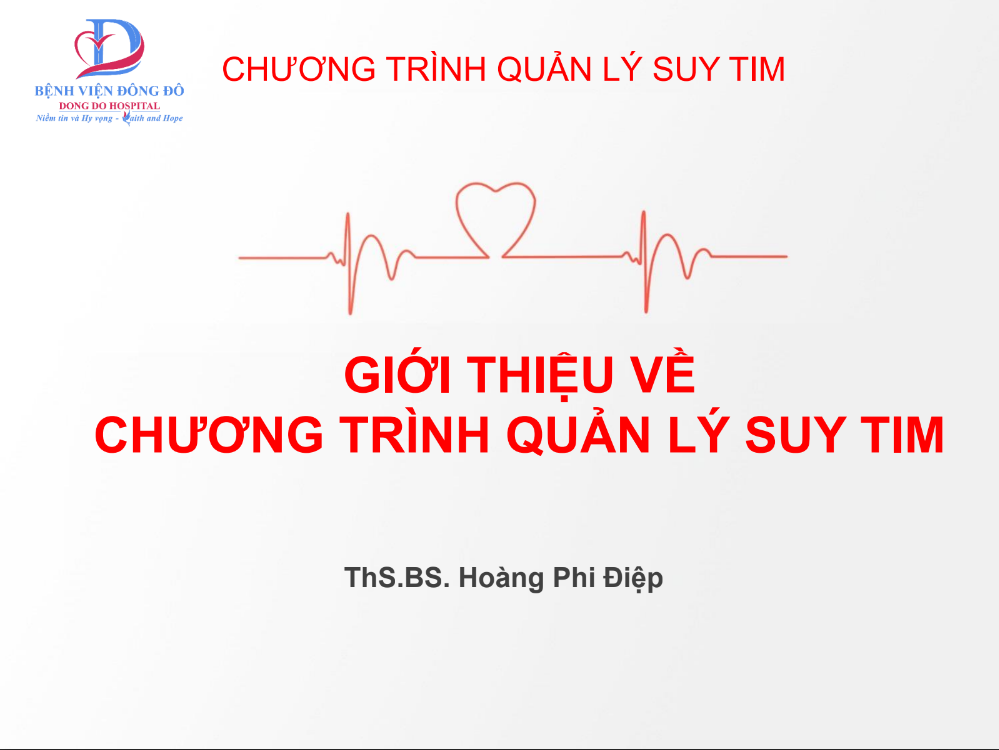 BỆNH VIỆN ĐÔNG ĐÔ
DONG DO HOSPITAL
Niềm tin và Hy vọng - Faith and Hope
CHƯƠNG TRÌNH QUẢN LÝ SUY TIM
GIỚI THIỆU VỀ
CHƯƠNG TRÌNH QUẢN LÝ SUY TIM
ThS.BS. Hoàng Phi Điệp